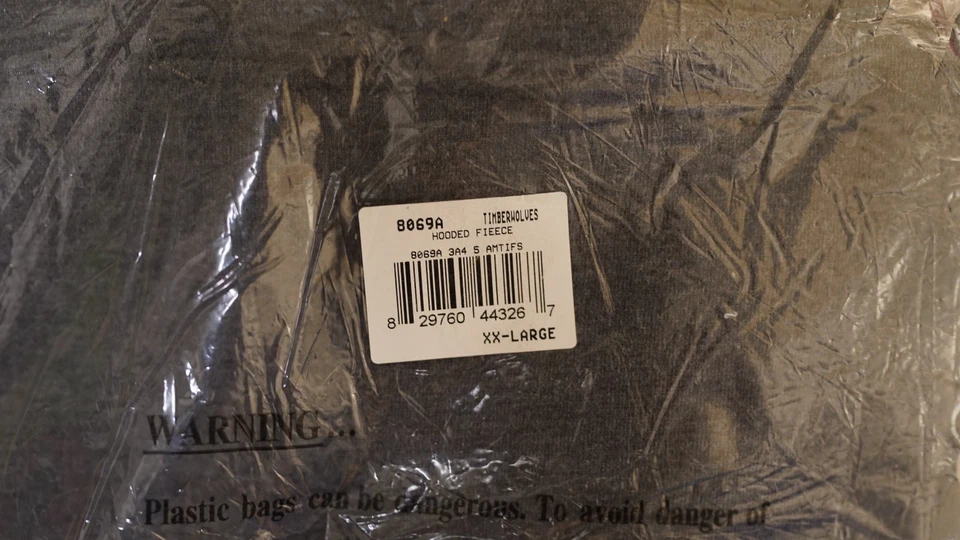 8069A TIMBERWOLVES
HOODED FIEECE
8069A 3A4 5 AMTIFS
8 29760 44326 7
XX-LARGE
WARNING...
Plastic bags can be dangerous. To avoid danger of